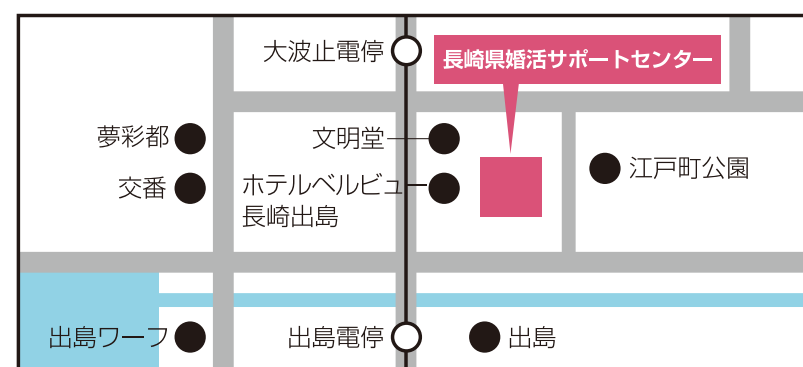 大波止電停
長崎県婚活サポートセンター
夢彩都
文明堂
江戸町公園
交番
ホテルベルビュ
長崎出島
出島ワーフ
出島電停
出島